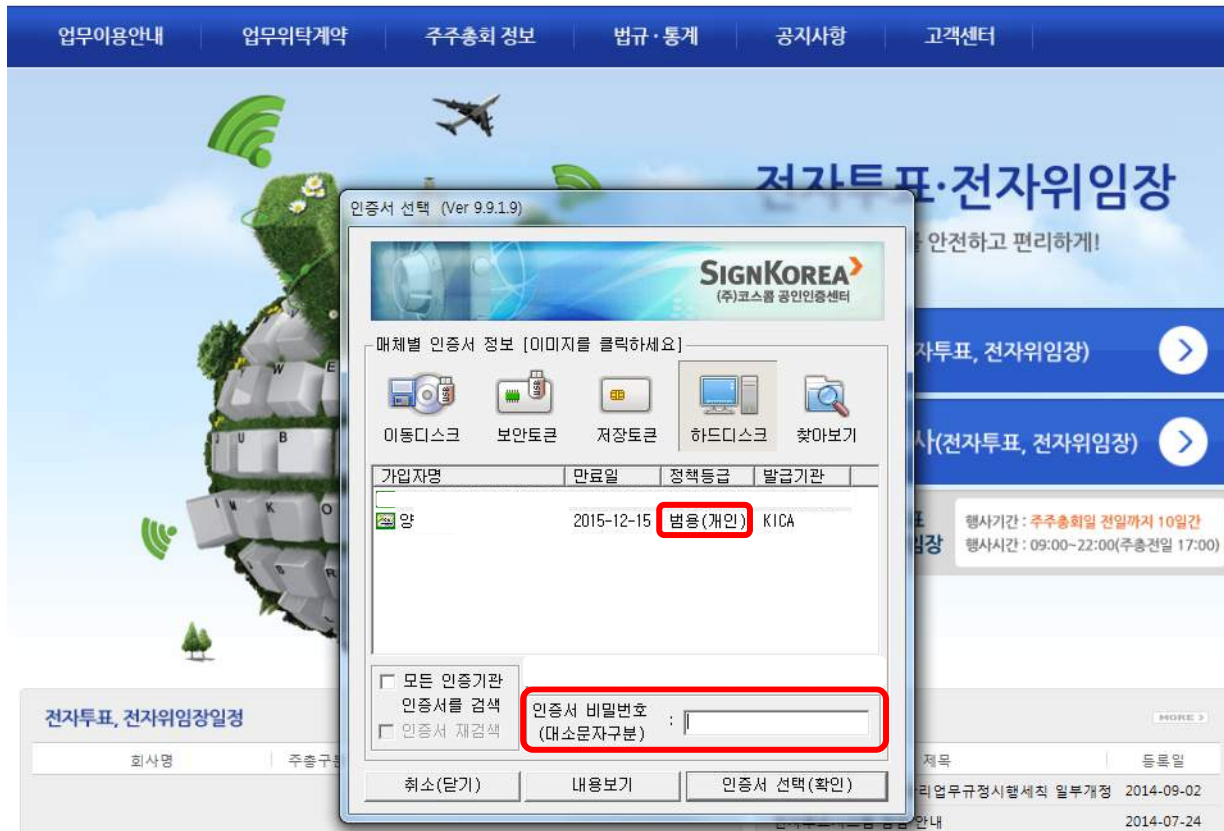 업무이용안내 업무위탁계약 주주총회 정보 법규·통계 공지사항 고객센터
전자투표·전자위임장
안전하고 편리하게!
인증서 선택 (Ver 9.9.1.9)
SIGNKOREA
(주)코스콤 공인인증센터
매체별 인증서 정보 [이미지를 클릭하세요]
이동디스크 보안토큰 저장토큰 하드디스크 찾아보기
가입자명 만료일 정책등급 발급기관
양 2015-12-15 범용(개인) KICA
모든 인증기관
인증서를 검색
인증서 재검색
인증서 비밀번호 :
(대소문자구분)
취소(닫기) 내용보기 인증서 선택(확인)
자투표, 전자위임장)
사(전자투표, 전자위임장)
행사기간 : 주주총회일 전일까지 10일간
행사시간 : 09:00~22:00(주총전일 17:00)
W E
U B
K O
전자투표, 전자위임장일정
MORE >
회사명 주총구분
제목 등록일
리업무규정시행세칙 일부개정 2014-09-02
안내 2014-07-24